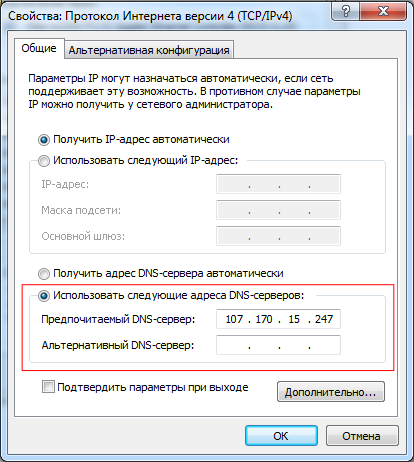 Свойства: Протокол Интернета версии 4 (TCP/IPv4)
Общие Альтернативная конфигурация
Параметры IP могут назначаться автоматически, если сеть
поддерживает эту возможность. В противном случае параметры
IP можно получить у сетевого администратора.
Получить IP-адрес автоматически
Использовать следующий IP-адрес:
IP-адрес: . . .
Маска подсети: . . .
Основной шлюз: . . .
Получить адрес DNS-сервера автоматически
Использовать следующие адреса DNS-серверов:
Предпочитаемый DNS-сервер: 107 . 170 . 15 . 247
Альтернативный DNS-сервер: . . .
Подтвердить параметры при выходе
Дополнительно...
ОК Отмена